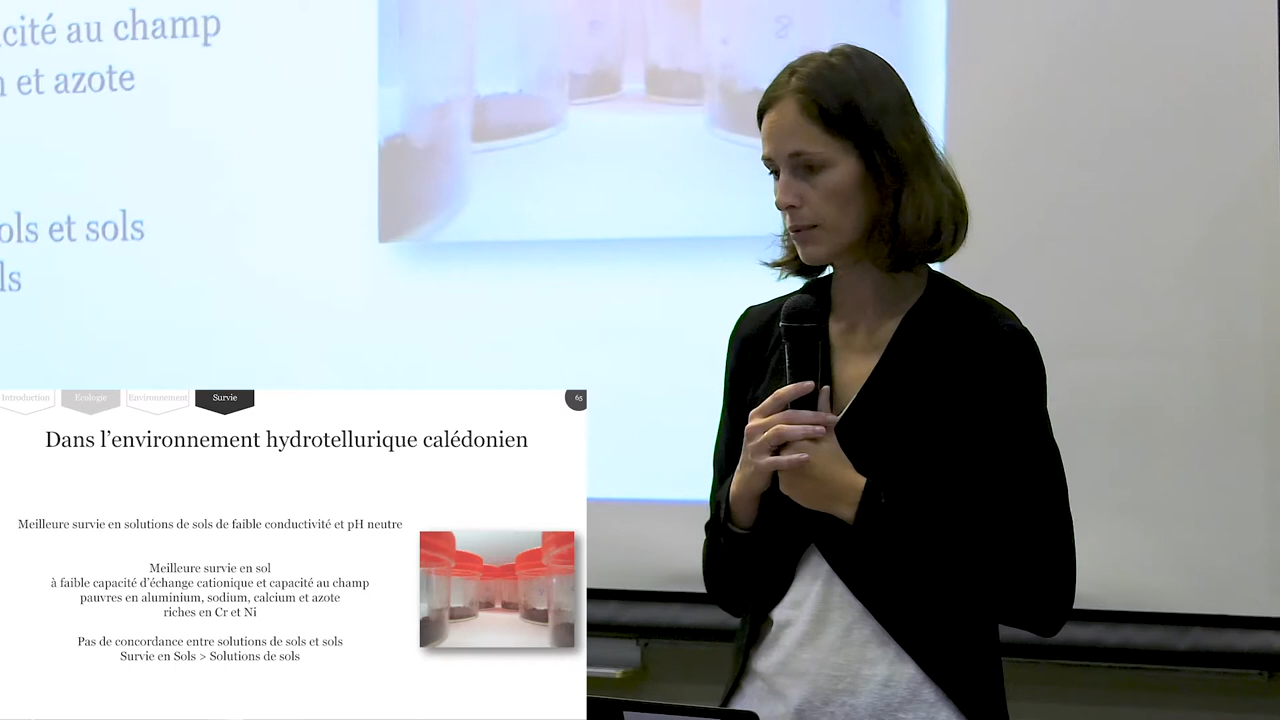 cité au champ
et azote
8
ols et sols
ls
Introduction
Ecologie
Environnement
Survie
65
Dans l'environnement hydrotellurique calédonien
Meilleure survie en solutions de sols de faible conductivité et pH neutre
Meilleure survie en sol
à faible capacité d'échange cationique et capacité au champ
pauvres en aluminium, sodium, calcium et azote
riches en Cr et Ni
Pas de concordance entre solutions de sols et sols
Survie en Sols > Solutions de sols